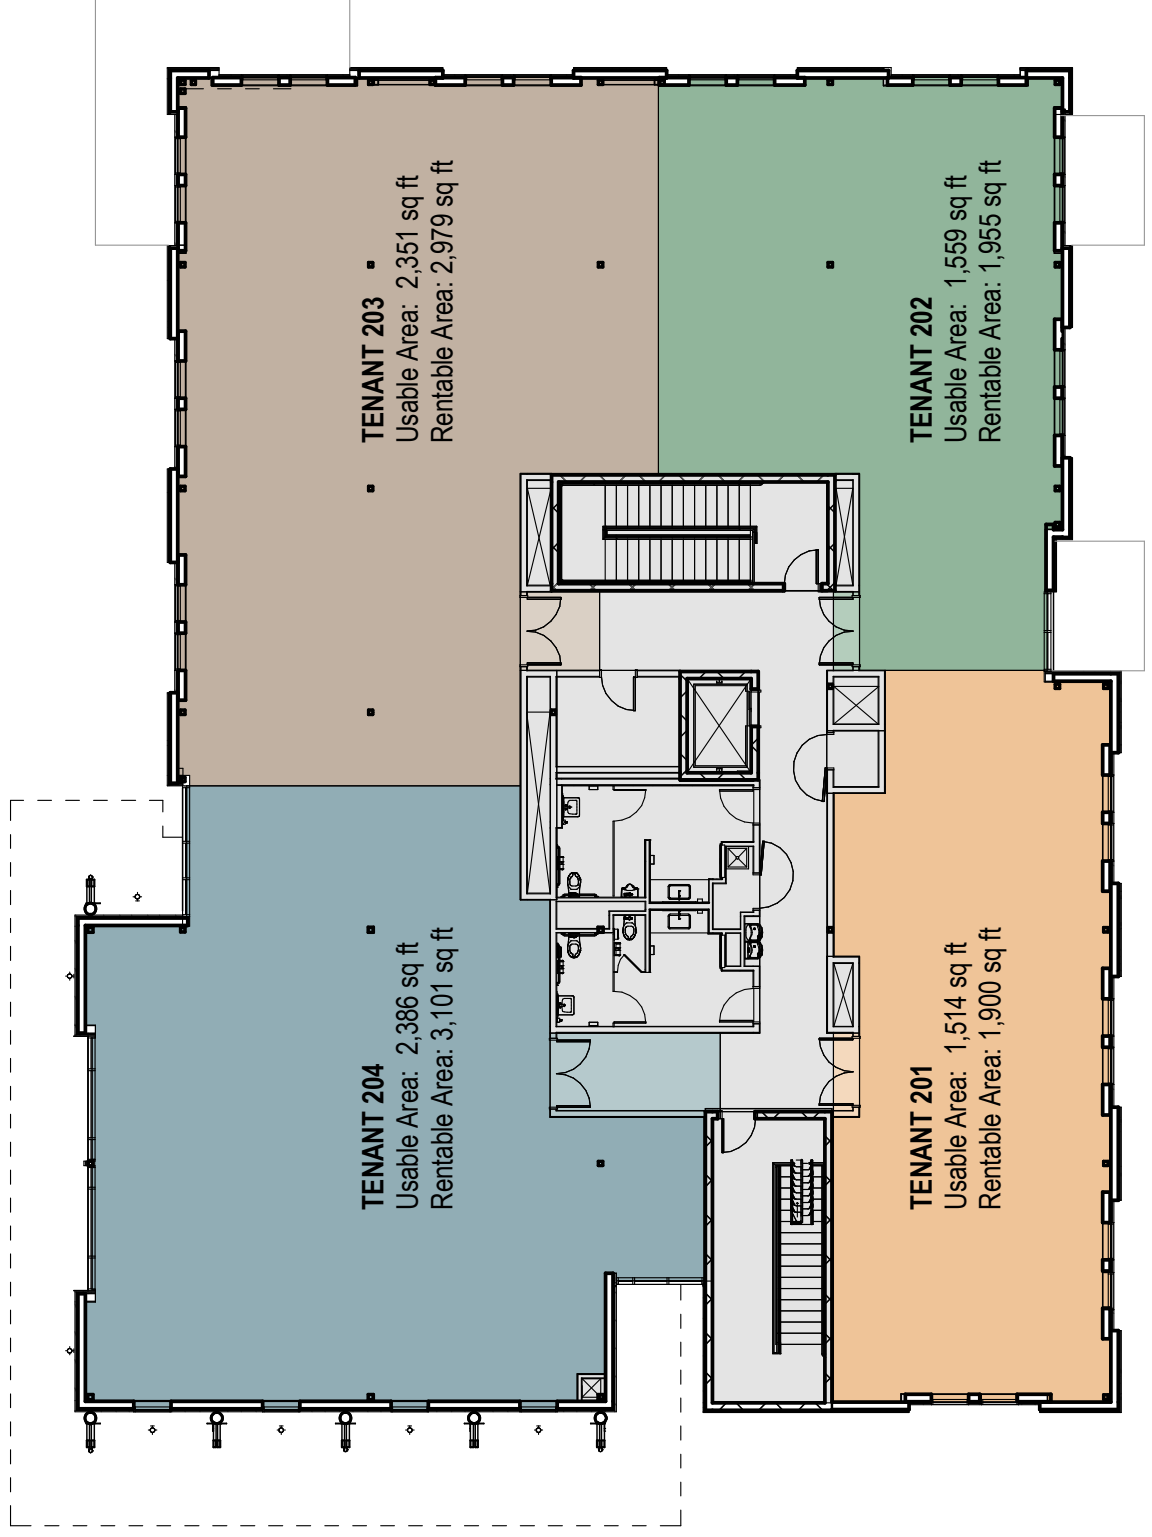 TENANT 203
Usable Area: 2,351 sq ft
Rentable Area: 2,979 sq ft
TENANT 202
Usable Area: 1,559 sq ft
Rentable Area: 1,955 sq ft
TENANT 204
Usable Area: 2,386 sq ft
Rentable Area: 3,101 sq ft
TENANT 201
Usable Area: 1,514 sq ft
Rentable Area: 1,900 sq ft